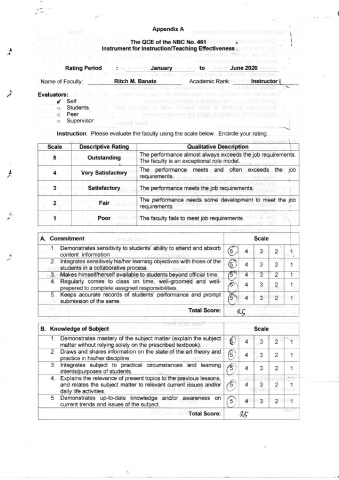 Appendix A
The QCE of the NBC No. 461
Instrument for Instruction/Teaching Effectiveness
Rating Period : January to June 2020
Name of Faculty: Ritch M. Banate Academic Rank: Instructor I
Evaluators:
✓ Self
o Students
o Peer
o Supervisor
Instruction: Please evaluate the faculty using the scale below. Encircle your rating.
Scale Descriptive Rating Qualitative Description
5 Outstanding The performance almost always exceeds the job requirements.
The faculty is an exceptional role model.
4 Very Satisfactory The performance meets and often exceeds the job
requirements.
3 Satisfactory The performance meets the job requirements.
2 Fair The performance needs some development to meet the job
requirements.
1 Poor The faculty fails to meet job requirements.
A. Commitment Scale
1. Demonstrates sensitivity to students' ability to attend and absorb 5 4 3 2 1
content information
2. Integrates sensitively his/her learning objectives with those of the 5 4 3 2 1
students in a collaborative process.
3. Makes himself/herself available to students beyond official time. 5 4 3 2 1
4. Regularly comes to class on time, well-groomed and well- 5 4 3 2 1
prepared to complete assigned responsibilities.
5. Keeps accurate records of students' performance and prompt 5 4 3 2 1
submission of the same.
Total Score: 25
B. Knowledge of Subject Scale
1. Demonstrates mastery of the subject matter (explain the subject 5 4 3 2 1
matter without relying solely on the prescribed textbook).
2. Draws and shares information on the state of the art theory and 5 4 3 2 1
practice in his/her discipline.
3. Integrates subject to practical circumstances and learning 5 4 3 2 1
intents/purposes of students.
4. Explains the relevance of present topics to the previous lessons, 5 4 3 2 1
and relates the subject matter to relevant current issues and/or
daily life activities.
5. Demonstrates up-to-date knowledge and/or awareness on 5 4 3 2 1
current trends and issues of the subject.
Total Score: 25